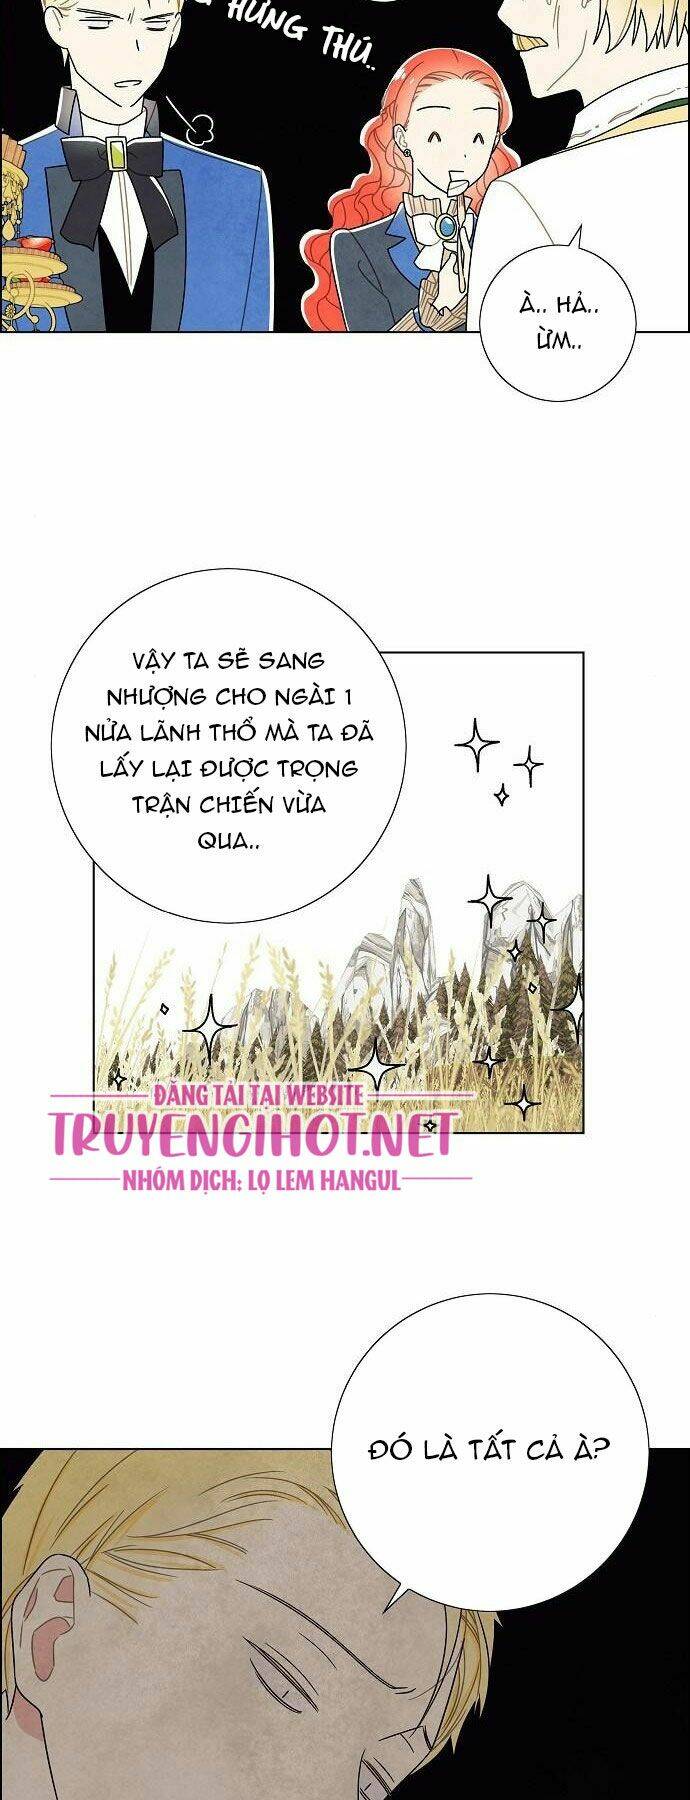 HƯNG THÚ..
À.. HẢ..
ỪM..
VẬY TA SẼ SANG
NHƯỢNG CHO NGÀI 1
NỬA LÃNH THỔ MÀ TA ĐÃ
LẤY LẠI ĐƯỢC TRỌNG
TRẬN CHIẾN VỪA
QUA..
ĐĂNG TẢI TẠI WEBSITE
TRUYENGIHOT.NET
NHÓM DỊCH: LỌ LEM HANGUL
ĐÓ LÀ TẤT CẢ À?